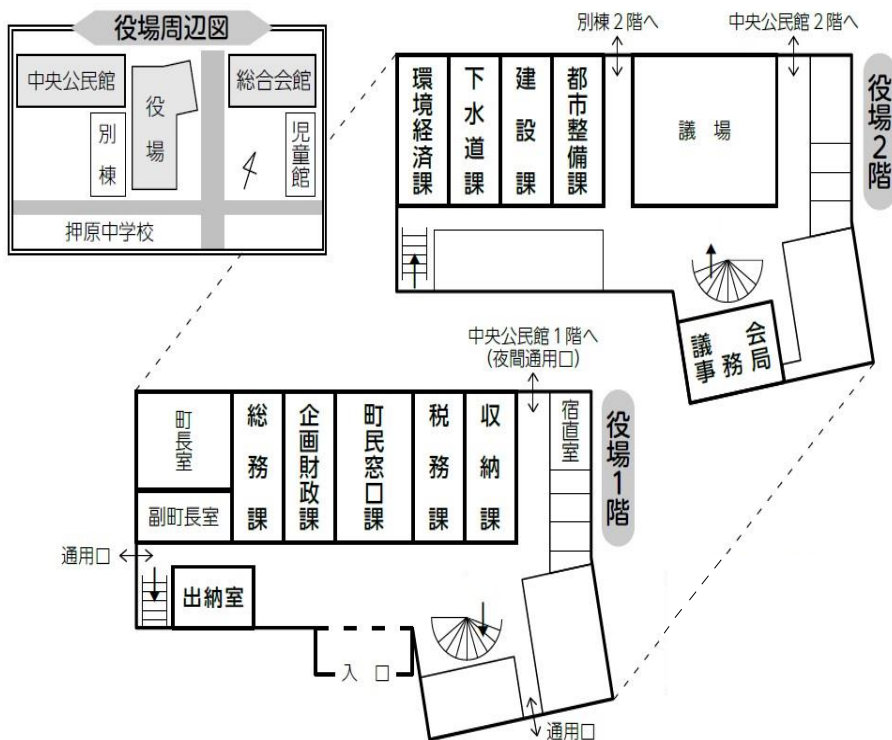 役場周辺図
中央公民館
役場
総合会館
別棟
児童館
押原中学校
別棟2階へ
中央公民館2階へ
環境経済課
下水道課
建設課
都市整備課
議場
役場2階
議会
事務局
中央公民館1階へ
(夜間通用口)
町長室
副町長室
総務課
企画財政課
町民窓口課
税務課
収納課
宿直室
役場1階
通用口
出納室
入口
通用口